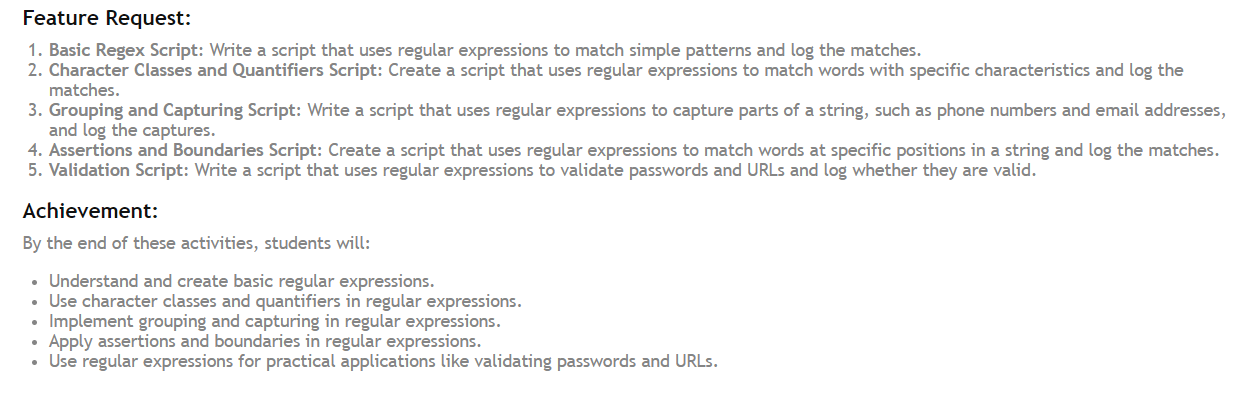 Feature Request:
1. Basic Regex Script: Write a script that uses regular expressions to match simple patterns and log the matches.
2. Character Classes and Quantifiers Script: Create a script that uses regular expressions to match words with specific characteristics and log the
matches.
3. Grouping and Capturing Script: Write a script that uses regular expressions to capture parts of a string, such as phone numbers and email addresses,
and log the captures.
4. Assertions and Boundaries Script: Create a script that uses regular expressions to match words at specific positions in a string and log the matches.
5. Validation Script: Write a script that uses regular expressions to validate passwords and URLs and log whether they are valid.
Achievement:
By the end of these activities, students will:
• Understand and create basic regular expressions.
• Use character classes and quantifiers in regular expressions.
• Implement grouping and capturing in regular expressions.
• Apply assertions and boundaries in regular expressions.
• Use regular expressions for practical applications like validating passwords and URLs.